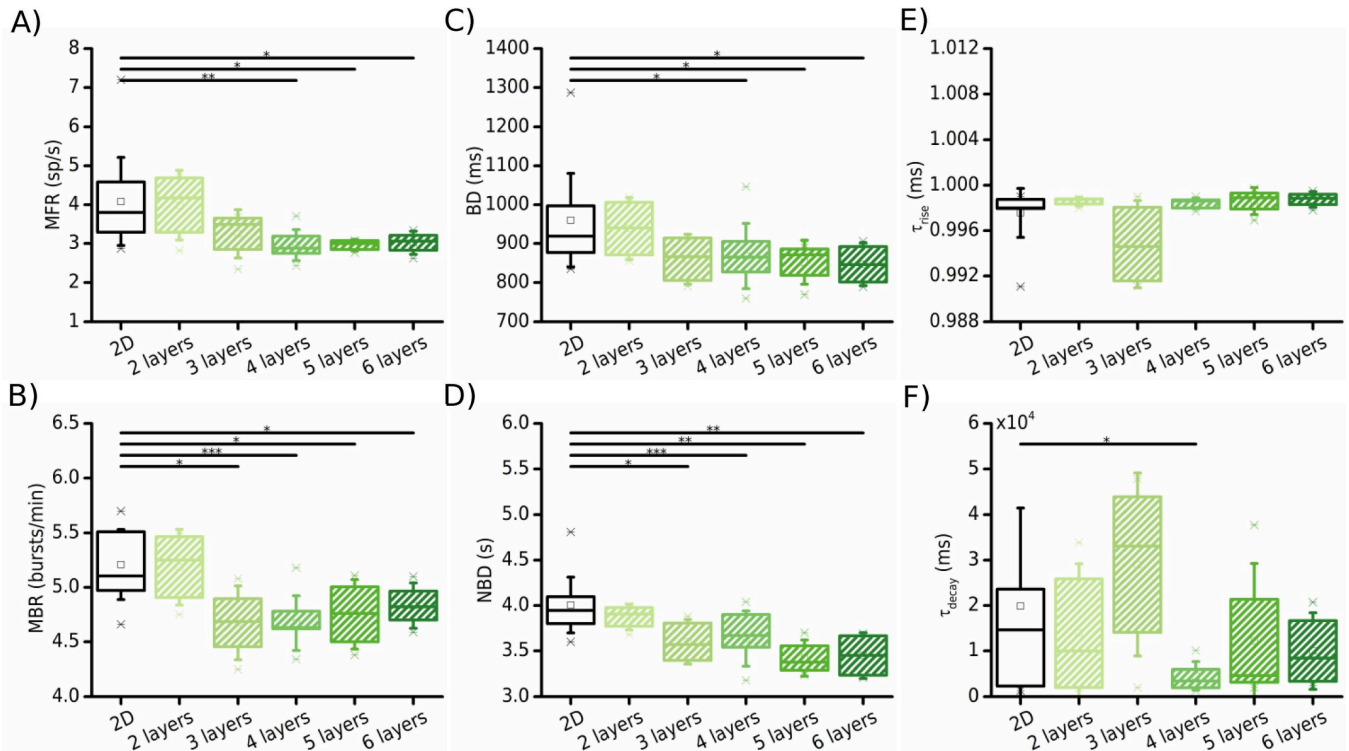 A)
MFR (sp/s)
8
7
6
5
4
3
2
1
*
*
**
2D
2 layers
3 layers
4 layers
5 layers
6 layers
C)
BD (ms)
1400
1300
1200
1100
1000
900
800
700
*
*
*
2D
2 layers
3 layers
4 layers
5 layers
6 layers
E)
τrise (ms)
1.012
1.008
1.004
1.000
0.996
0.992
0.988
2D
2 layers
3 layers
4 layers
5 layers
6 layers
B)
MBR (bursts/min)
6.5
6.0
5.5
5.0
4.5
4.0
*
*
***
*
2D
2 layers
3 layers
4 layers
5 layers
6 layers
D)
NBD (s)
6.0
5.5
5.0
4.5
4.0
3.5
3.0
**
**
***
*
2D
2 layers
3 layers
4 layers
5 layers
6 layers
F)
τdecay (ms)
x10⁴
6
5
4
3
2
1
0
*
2D
2 layers
3 layers
4 layers
5 layers
6 layers